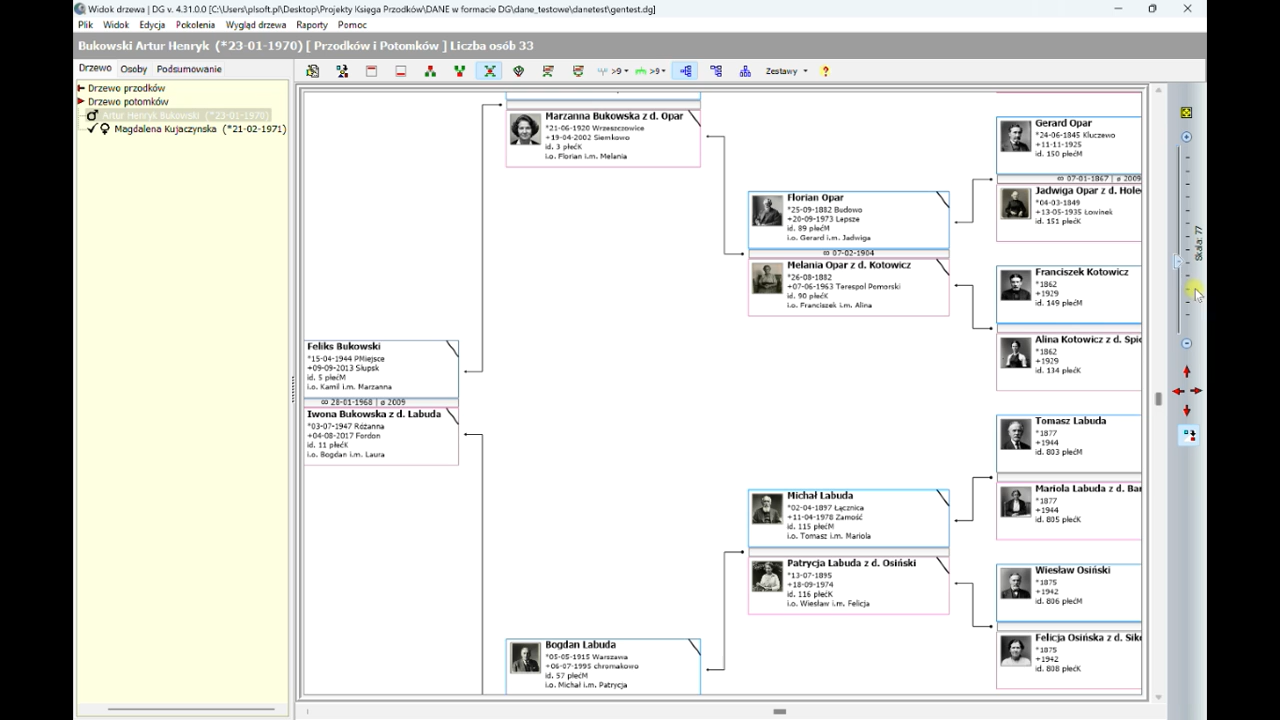 Widok drzewa | DG v. 4.31.0.0 [C:\Users\plsoft.pl\Desktop\Projekty Księga Przodków\DANE w formacie DG\dane_testowe\danetest\gentest.dg]
Plik Widok Edycja Pokolenia Wygląd drzewa Raporty Pomoc
Bukowski Artur Henryk (*23-01-1970) [ Przodków i Potomków ] Liczba osób 33
Drzewo Osoby Podsumowanie
>9 >9 Zestawy ?
Drzewo przodków
Drzewo potomków
Artur Henryk Bukowski (*23-01-1970)
Magdalena Kujaczynska (*21-02-1971)
Feliks Bukowski
*15-04-1944 PMiejsce
+09-09-2013 Słupsk
id. 5 płećM
i.o. Kamil i.m. Marzanna
∞ 28-01-1968 | ø 2009
Iwona Bukowska z d. Labuda
*03-07-1947 Różanna
+04-08-2017 Fordon
id. 11 płećK
i.o. Bogdan i.m. Laura
Marzanna Bukowska z d. Opar
*21-06-1920 Wrzeszczowice
+19-04-2002 Siemkowo
id. 3 płećK
i.o. Florian i.m. Melania
Bogdan Labuda
*05-05-1915 Warszawa
+06-07-1995 chromakowo
id. 57 płećM
i.o. Michał i.m. Patrycja
Florian Opar
*25-09-1882 Budowo
+20-09-1973 Łepsze
id. 89 płećM
i.o. Gerard i.m. Jadwiga
∞ 07-02-1904
Melania Opar z d. Kotowicz
*26-08-1882
+07-06-1963 Terespol Pomorski
id. 90 płećK
i.o. Franciszek i.m. Alina
Michał Labuda
*02-04-1897 Łącznica
+11-04-1978 Zamość
id. 115 płećM
i.o. Tomasz i.m. Mariola
Patrycja Labuda z d. Osiński
*13-07-1895
+18-09-1974
id. 116 płećK
i.o. Wiesław i.m. Felicja
Gerard Opar
*24-06-1845 Kluczewo
+11-11-1925
id. 150 płećM
∞ 07-01-1867 | ø 2009
Jadwiga Opar z d. Hole
*04-03-1849
+13-05-1935 Łowinek
id. 151 płećK
Franciszek Kotowicz
*1862
+1929
id. 149 płećM
Alina Kotowicz z d. Spic
*1862
+1929
id. 134 płećK
Tomasz Labuda
*1877
+1944
id. 803 płećM
Mariola Labuda z d. Bar
*1877
+1944
id. 805 płećK
Wiesław Osiński
*1875
+1942
id. 806 płećM
Felicja Osińska z d. Siko
*1875
+1942
id. 808 płećK
Skala: 77